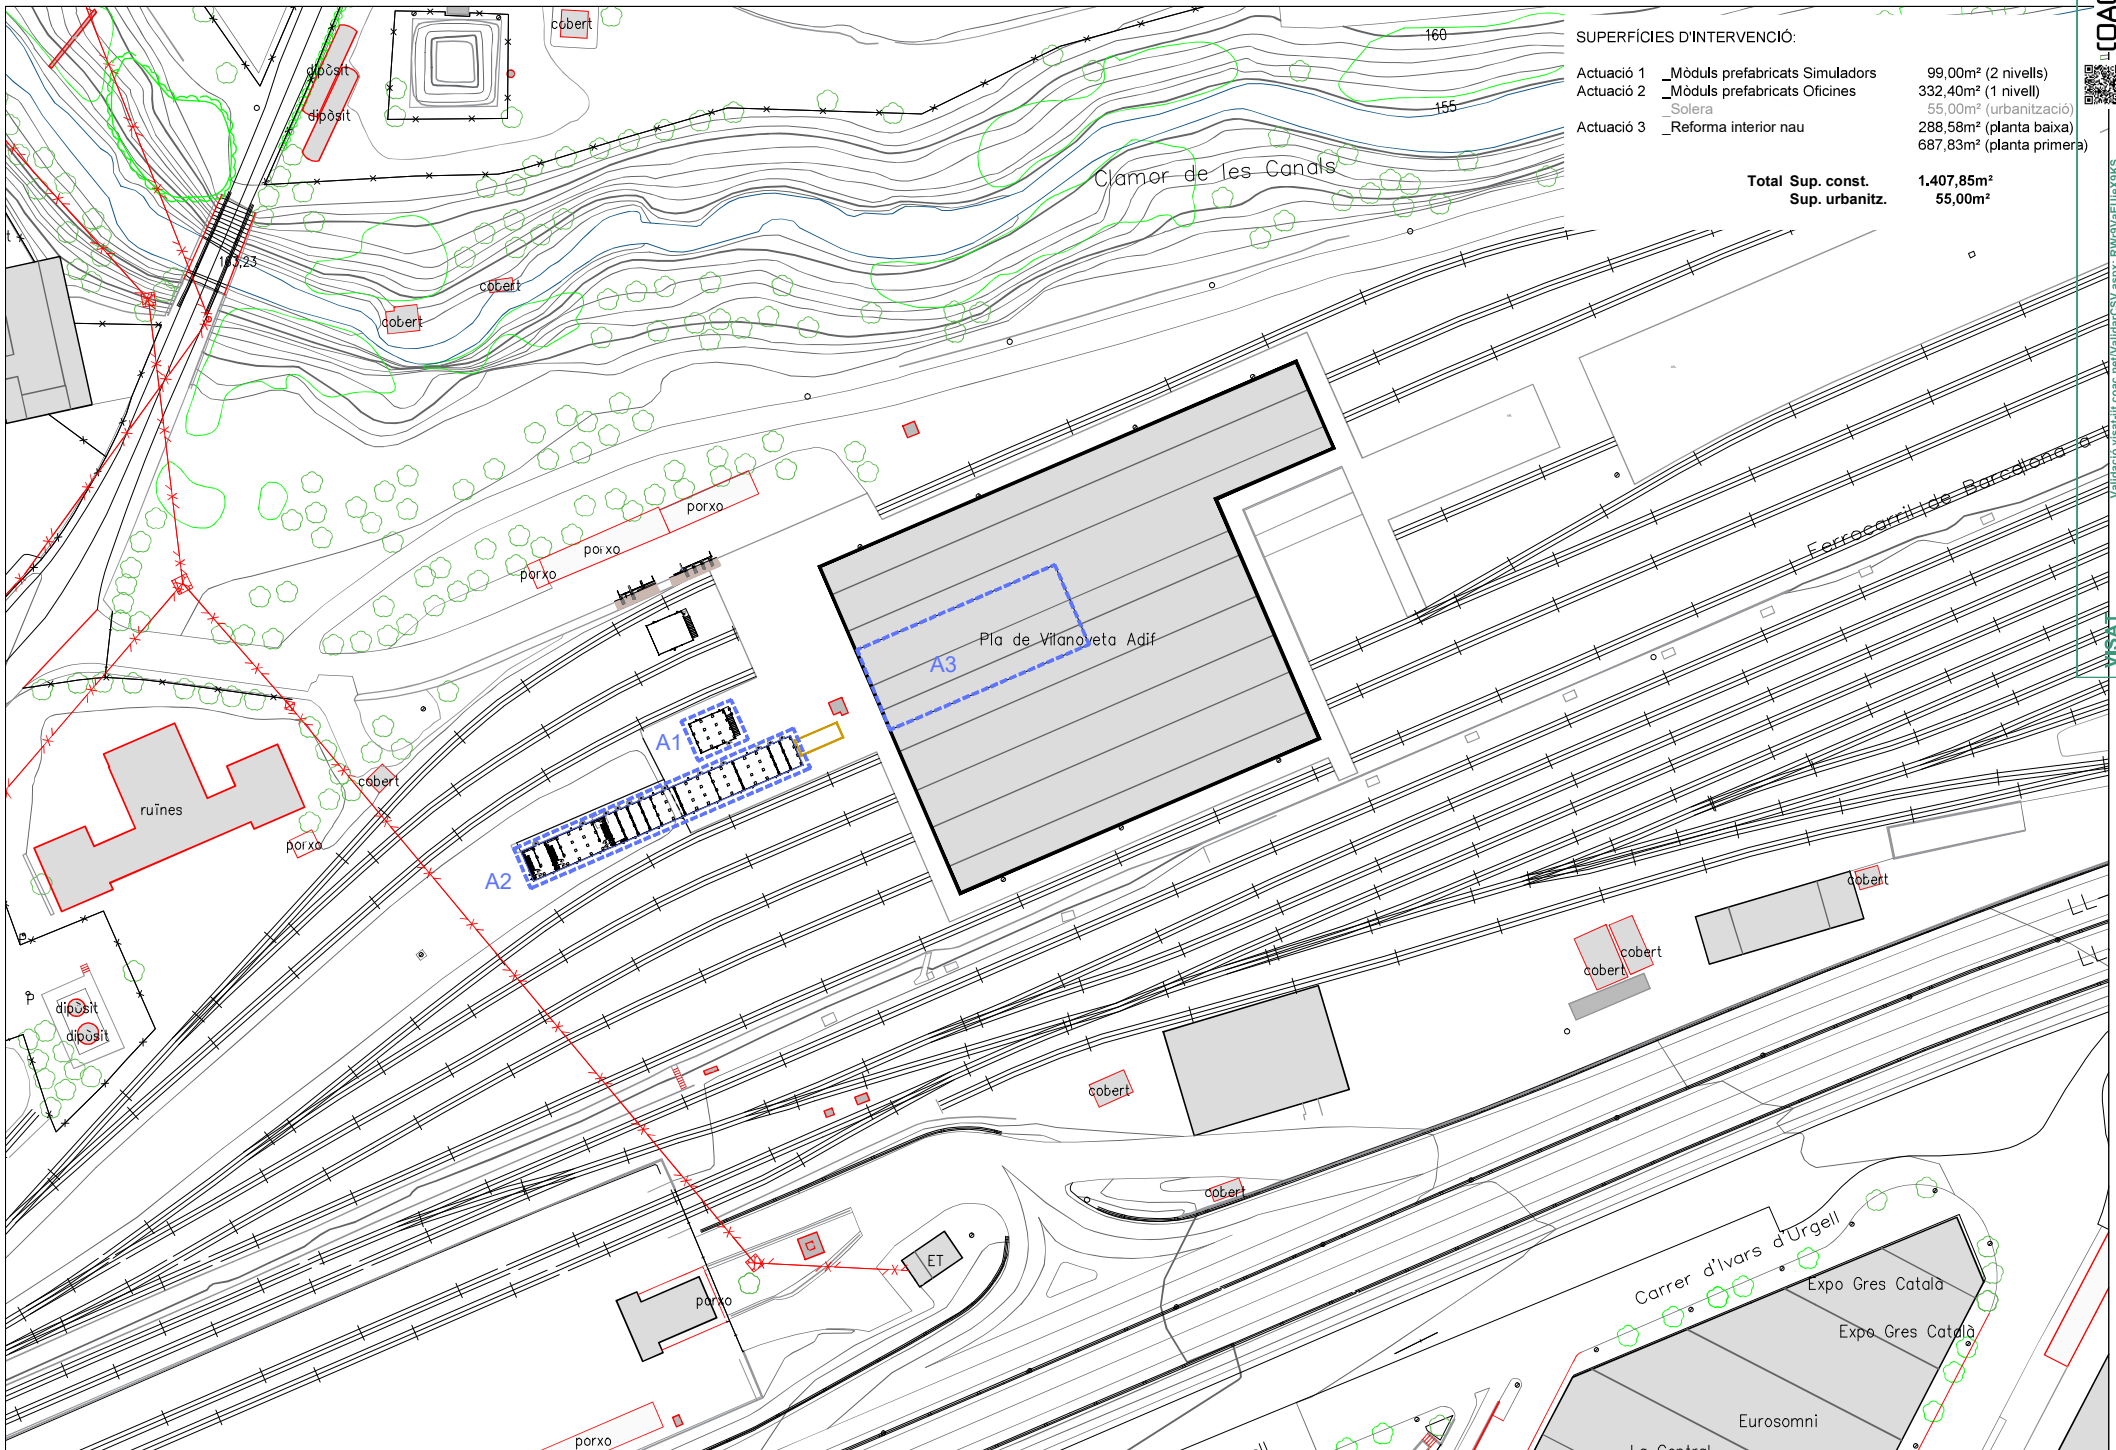 SUPERFÍCIES D'INTERVENCIÓ:
Actuació 1 _Mòduls prefabricats Simuladors 99,00m² (2 nivells)
Actuació 2 _Mòduls prefabricats Oficines 332,40m² (1 nivell)
_Solera 55,00m² (urbanització)
Actuació 3 _Reforma interior nau 288,58m² (planta baixa)
687,83m² (planta primera)
Total Sup. const. 1.407,85m²
Sup. urbanitz. 55,00m²
cobert
dipòsit
dipòsit
160
155
Clamor de les Canals
cobert
cobert
Ferrocarril de Barcelona a
porxo
porxo
porxo
Pla de Vilanoveta Adif
A3
A1
A2
cobert
ruïnes
porxo
cobert
cobert
cobert
P
P
dipòsit
dipòsit
cobert
cobert
LL
LL
ET
porxo
Carrer d'Ivars d'Urgell
Expo Gres Català
Expo Gres Català
Eurosomni
porxo
VISAT
COAC